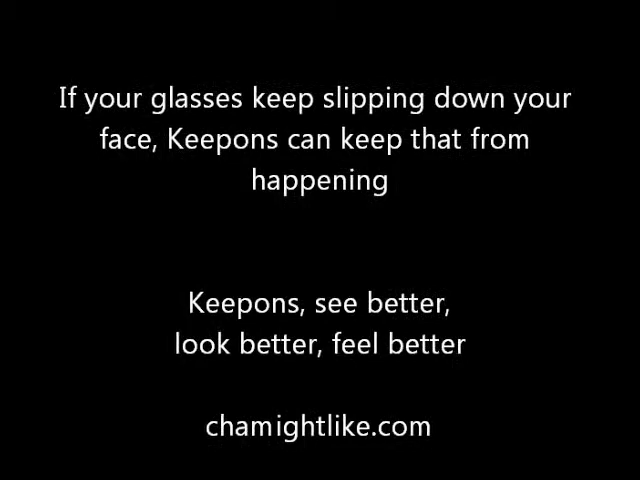 If your glasses keep slipping down your
face, Keepons can keep that from
happening
Keepons, see better,
look better, feel better
chamightlike.com